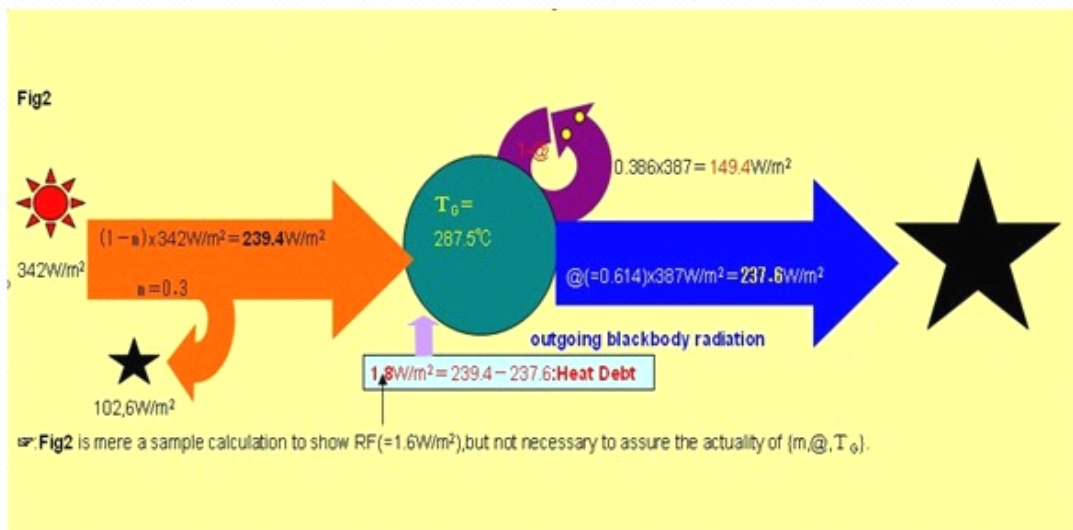 Fig2
1-@
0.386x387=149.4W/m²
T_G=
287.5℃
(1-m)x342W/m²=239.4W/m²
342W/m²
m=0.3
@(=0.614)x387W/m²=237.6W/m²
outgoing blackbody radiation
1.8W/m²=239.4-237.6:Heat Debt
102,6W/m²
☞:Fig2 is mere a sample calculation to show RF(=1.6W/m²),but not necessary to assure the actuality of {m,@,T_G}.